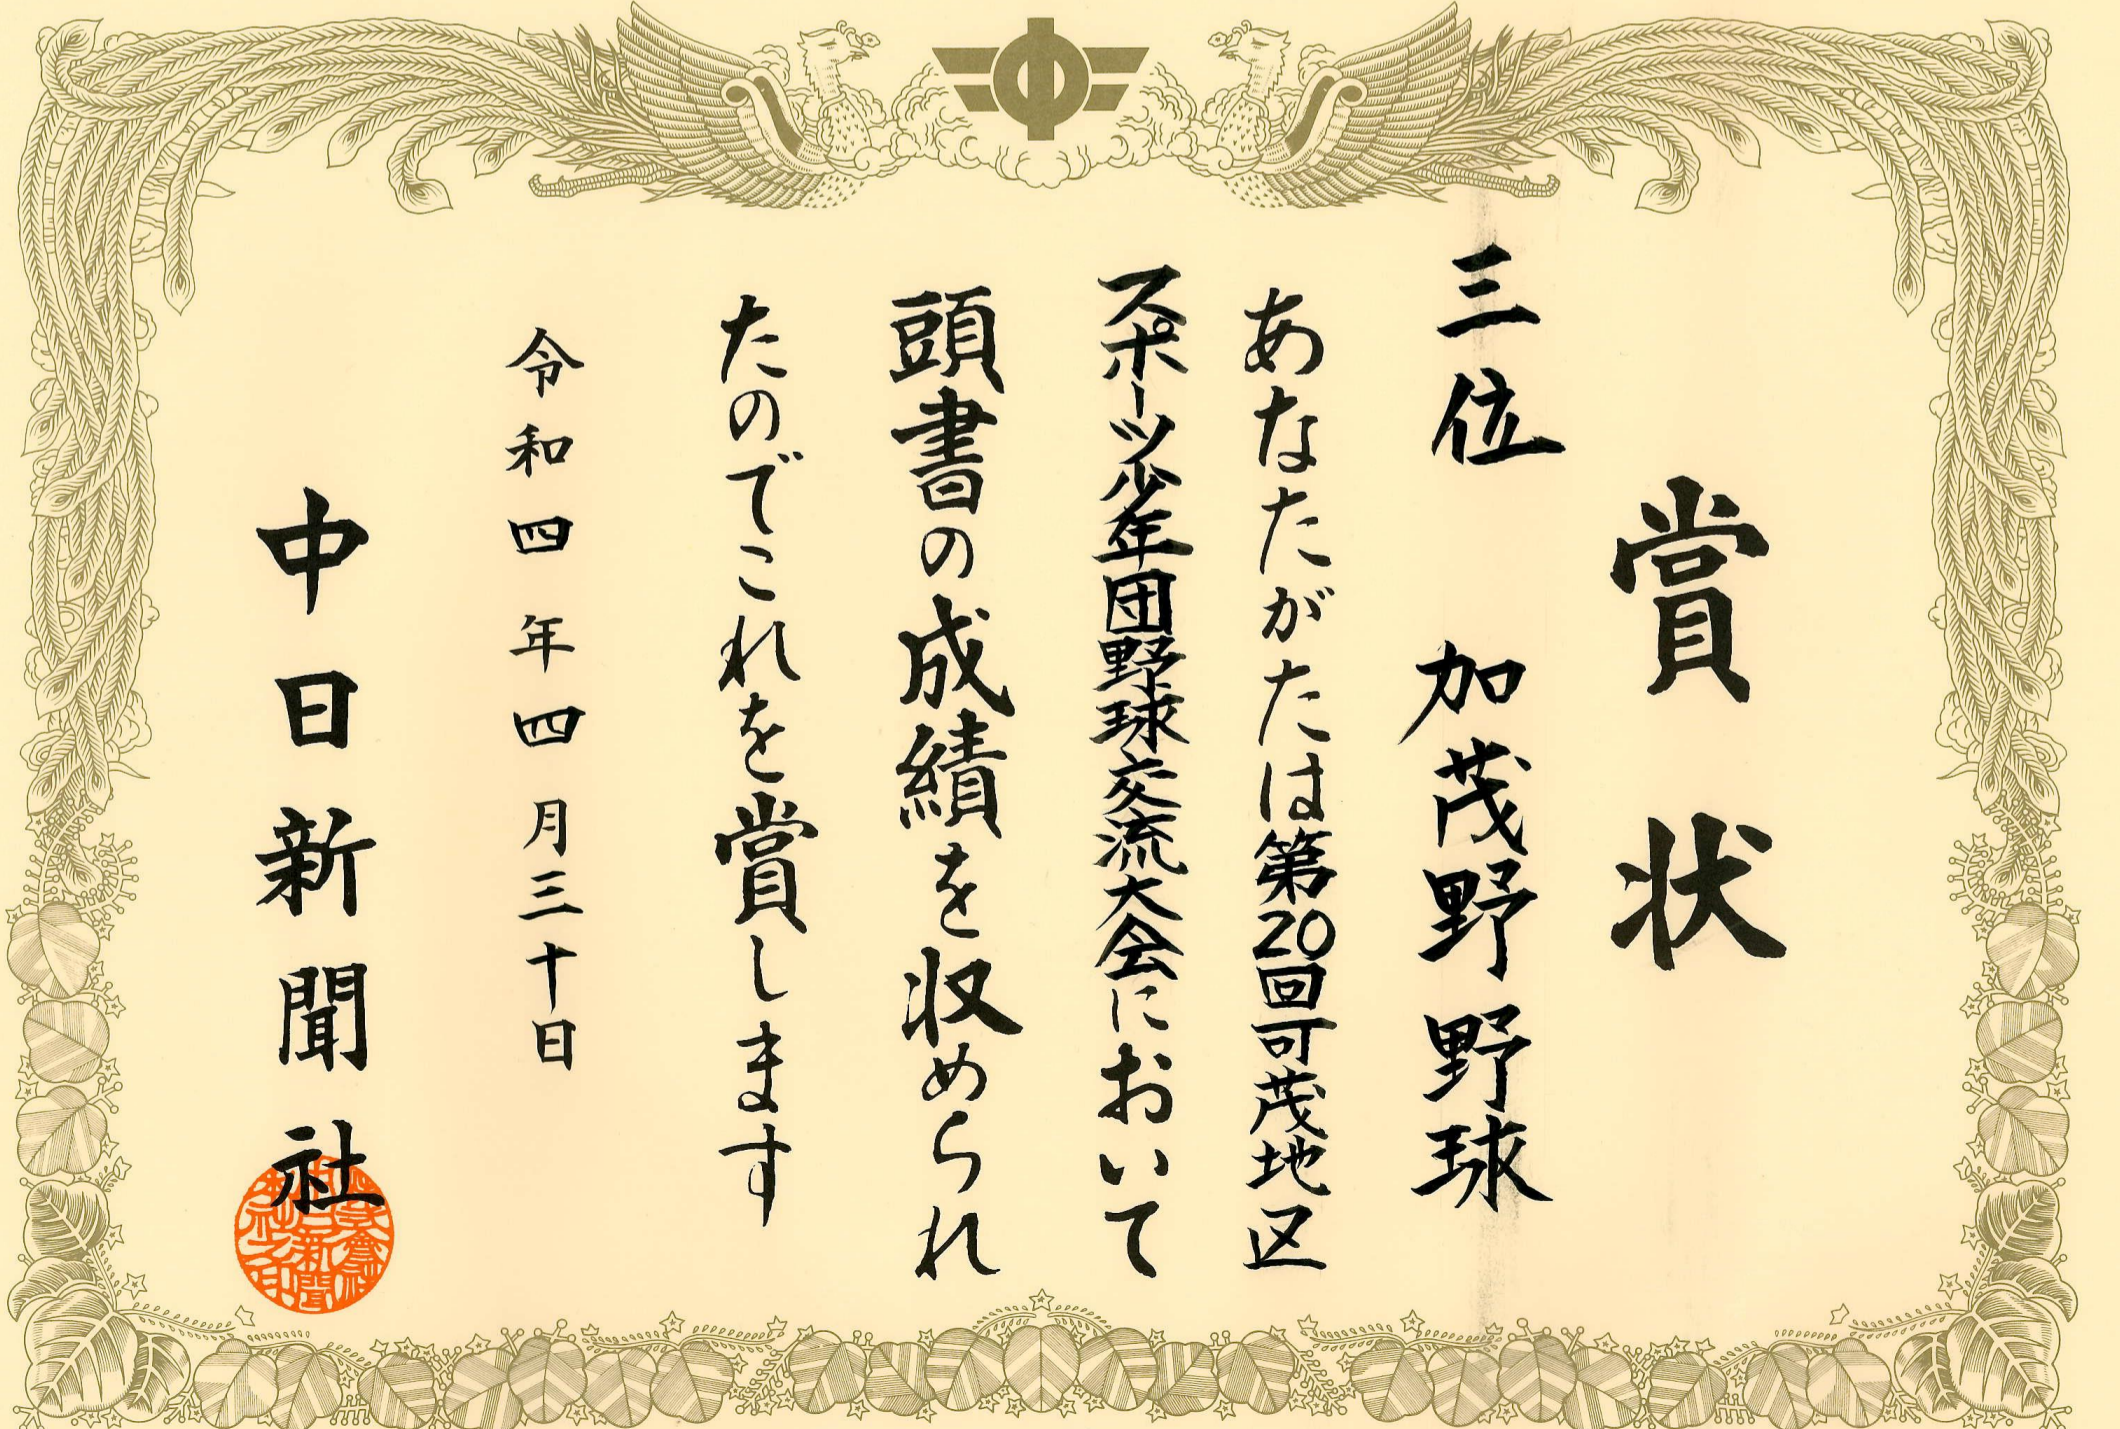 賞状
三位 加茂野野球
あなたがたは第20回可茂地区
スポーツ少年団野球交流大会において
頭書の成績を収められ
たのでこれを賞します
令和四年四月三十日
中日新聞社